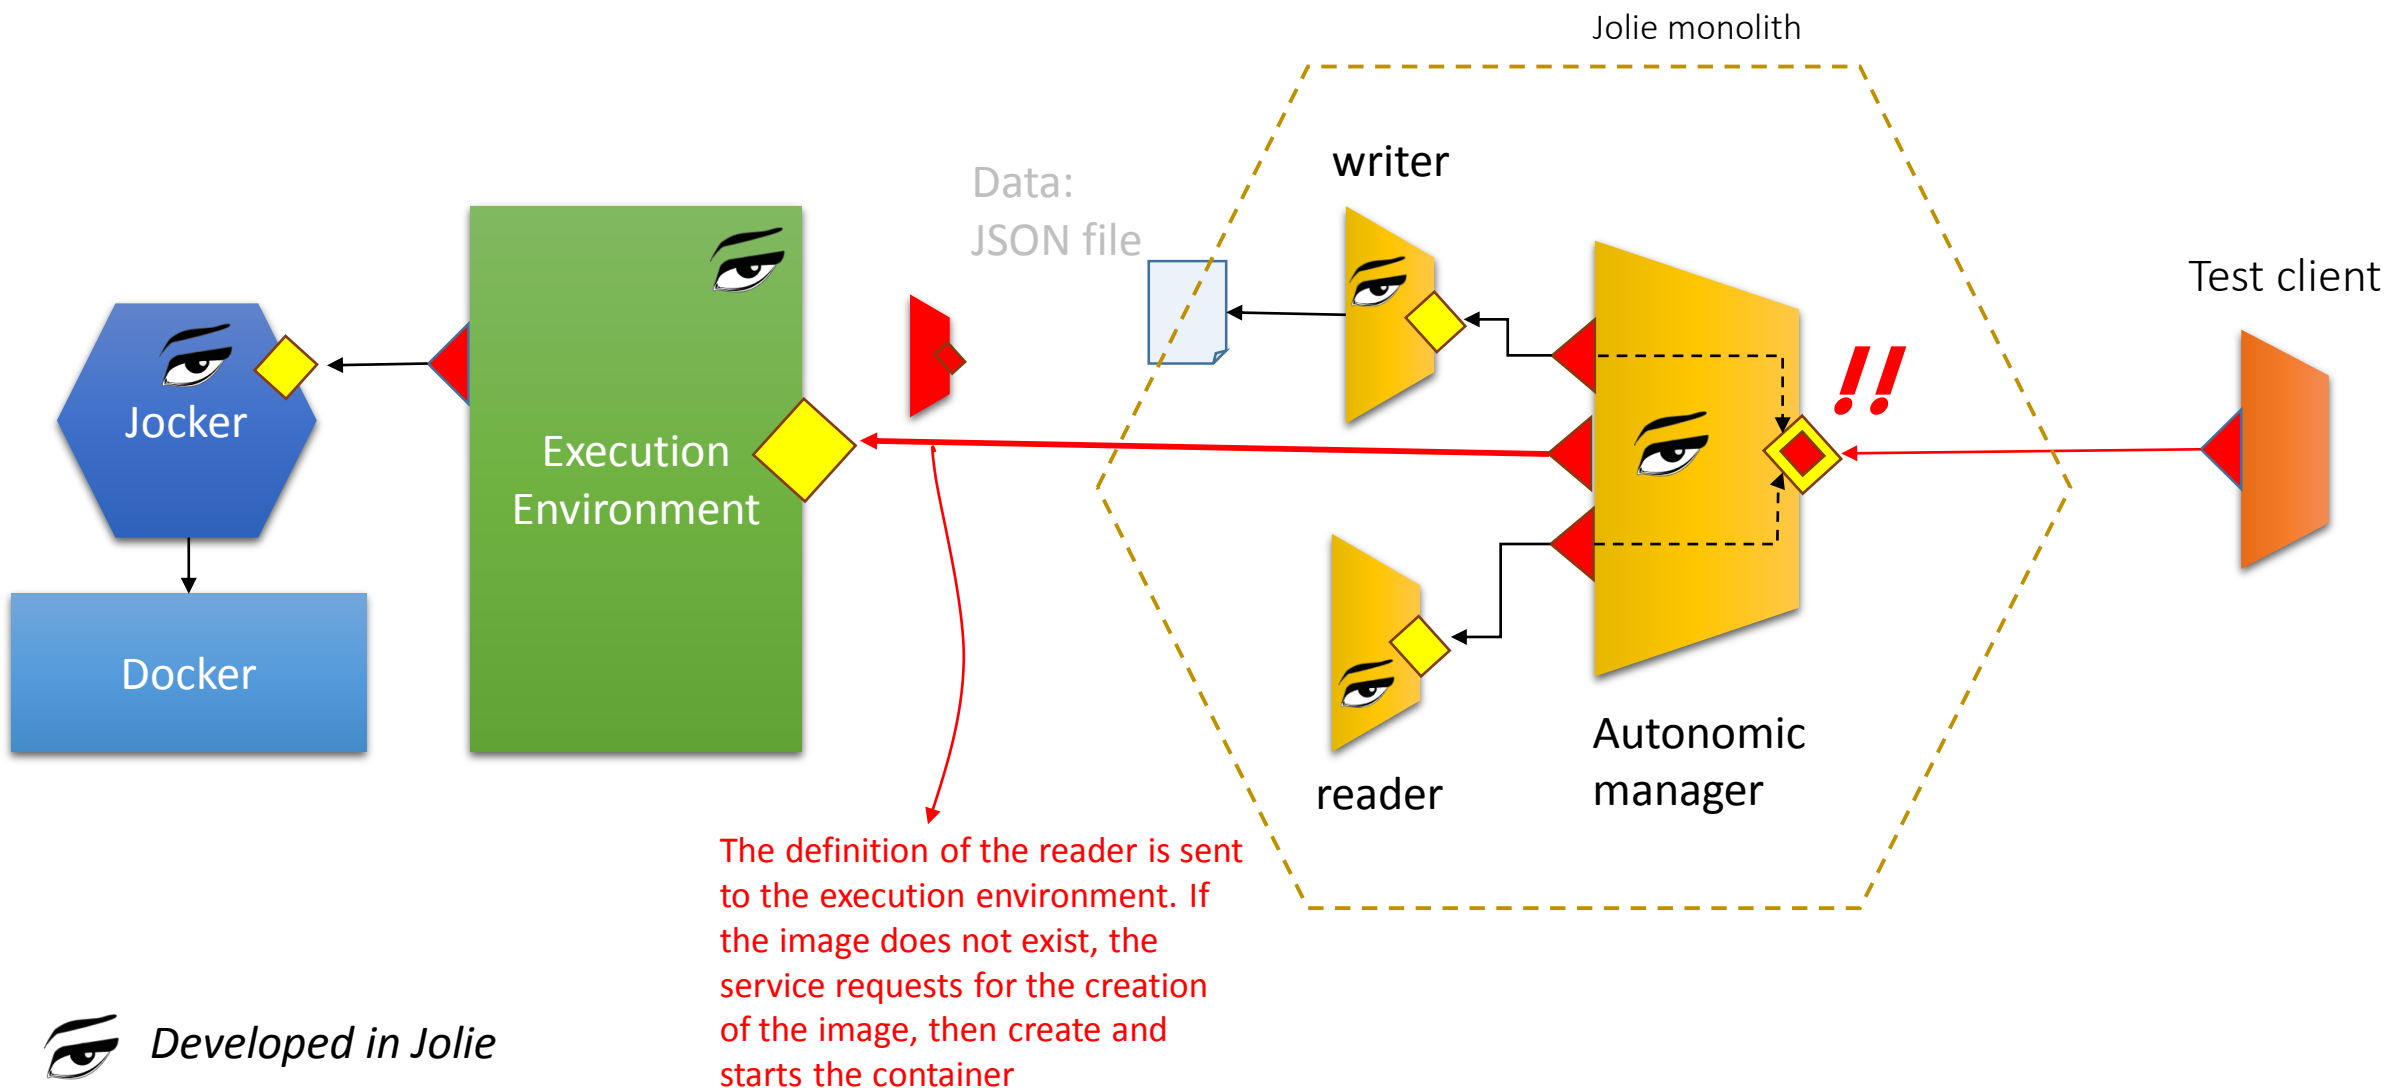 Jolie monolith
writer
Data:
JSON file
Test client
!!
Jocker
Execution
Environment
Docker
Autonomic
manager
reader
The definition of the reader is sent
to the execution environment. If
the image does not exist, the
service requests for the creation
of the image, then create and
starts the container
Developed in Jolie